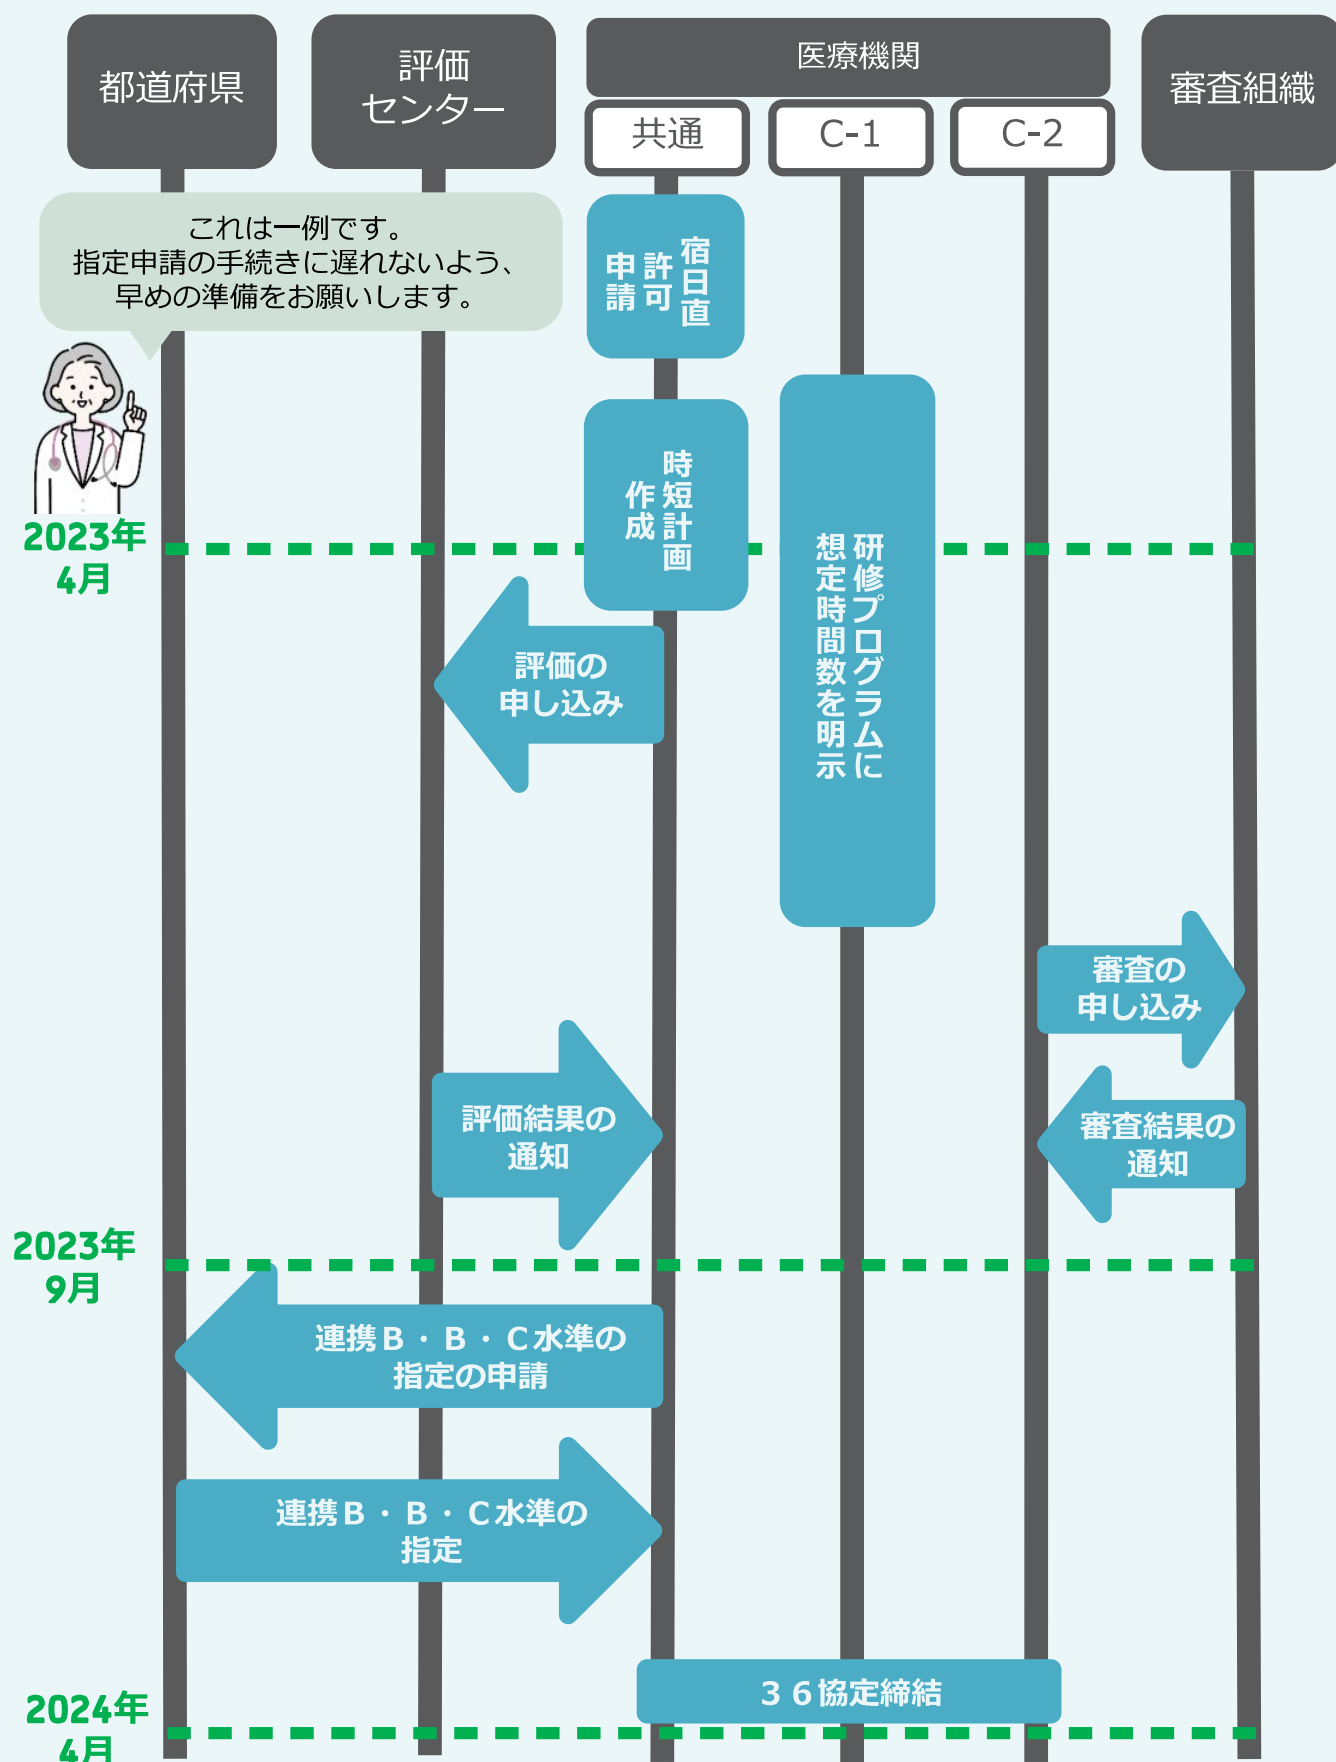 都道府県
評価
センター
医療機関
共通
C-1
C-2
審査組織
これは一例です。
指定申請の手続きに遅れないよう、
早めの準備をお願いします。
宿日直
許可
申請
時短計画
作成
研修プログラムに
想定時間数を明示
2023年
4月
評価の
申し込み
審査の
申し込み
評価結果の
通知
審査結果の
通知
2023年
9月
連携Ｂ・Ｂ・Ｃ水準の
指定の申請
連携Ｂ・Ｂ・Ｃ水準の
指定
３６協定締結
2024年
4月